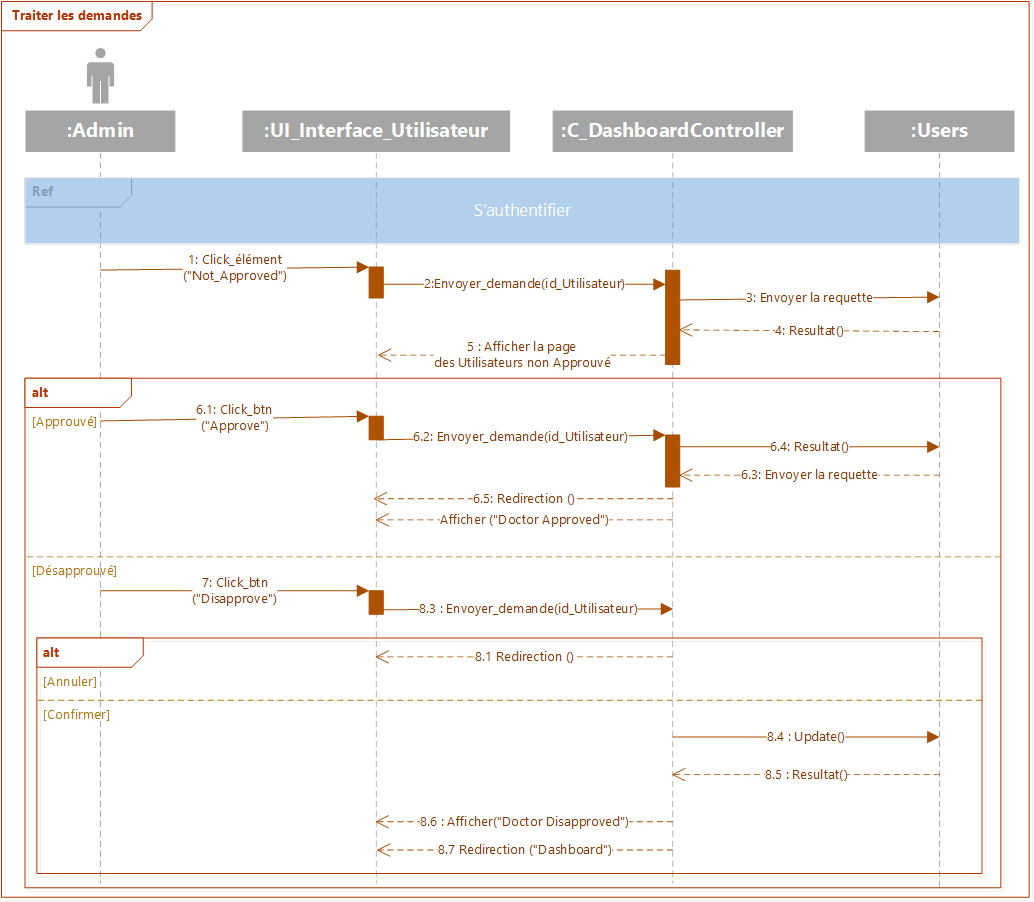 Traiter les demandes
:Admin
:UI_Interface_Utilisateur
:C_DashboardController
:Users
Ref
S'authentifier
1: Click_élément
("Not_Approved")
2:Envoyer_demande(id_Utilisateur)
3: Envoyer la requette
4: Resultat()
5 : Afficher la page
des Utilisateurs non Approuvé
alt
[Approuvé]
6.1: Click_btn
("Approve")
6.2: Envoyer_demande(id_Utilisateur)
6.4: Resultat()
6.3: Envoyer la requette
6.5: Redirection ()
Afficher ("Doctor Approved")
[Désapprouvé]
7: Click_btn
("Disapprove")
8.3 : Envoyer_demande(id_Utilisateur)
alt
8.1 Redirection ()
[Annuler]
[Confirmer]
8.4 : Update()
8.5 : Resultat()
8.6 : Afficher("Doctor Disapproved")
8.7 Redirection ("Dashboard")